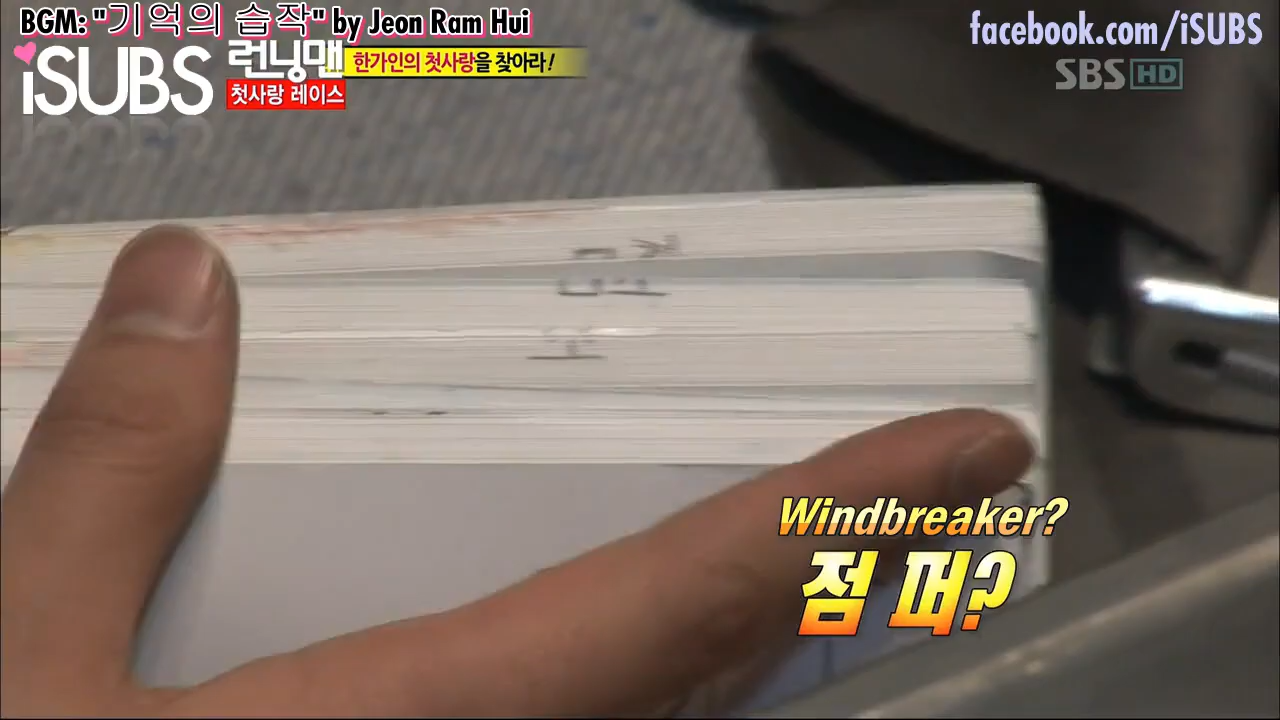 BGM: "기억의 습작" by Jeon Ram Hui
facebook.com/iSUBS
iSUBS
런닝맨
한가인의 첫사랑을 찾아라!
첫사랑 레이스
SBS HD
Windbreaker?
점 퍼?